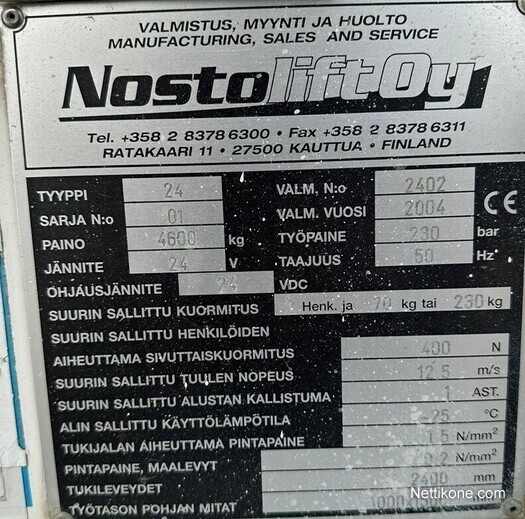 VALMISTUS, MYYNTI JA HUOLTO
MANUFACTURING, SALES AND SERVICE
Nostolift Oy
Tel. +358 2 8378 6300 • Fax +358 2 8378 6311
RATAKAARI 11 • 27500 KAUTTUA • FINLAND
TYYPPI 24 VALM. N:o 2402
SARJA N:o 01 VALM. VUOSI 2004 CE
PAINO 4600 kg TYÖPAINE 230 bar
JÄNNITE 24 V TAAJUUS 50 Hz
OHJAUSJÄNNITE 24 VDC
SUURIN SALLITTU KUORMITUS Henk. ja 70 kg tai 230 kg
SUURIN SALLITTU HENKILÖIDEN
AIHEUTTAMA SIVUTTAISKUORMITUS 400 N
SUURIN SALLITTU TUULEN NOPEUS 12.5 m/s
SUURIN SALLITTU ALUSTAN KALLISTUMA 1 AST.
ALIN SALLITTU KÄYTTÖLÄMPÖTILA -25 °C
TUKIJALAN AIHEUTTAMA PINTAPAINE 1.5 N/mm²
PINTAPAINE, MAALEVYT 0.2 N/mm²
TUKILEVEYDET 2400 mm
TYÖTASON POHJAN MITAT
Nettikone.com